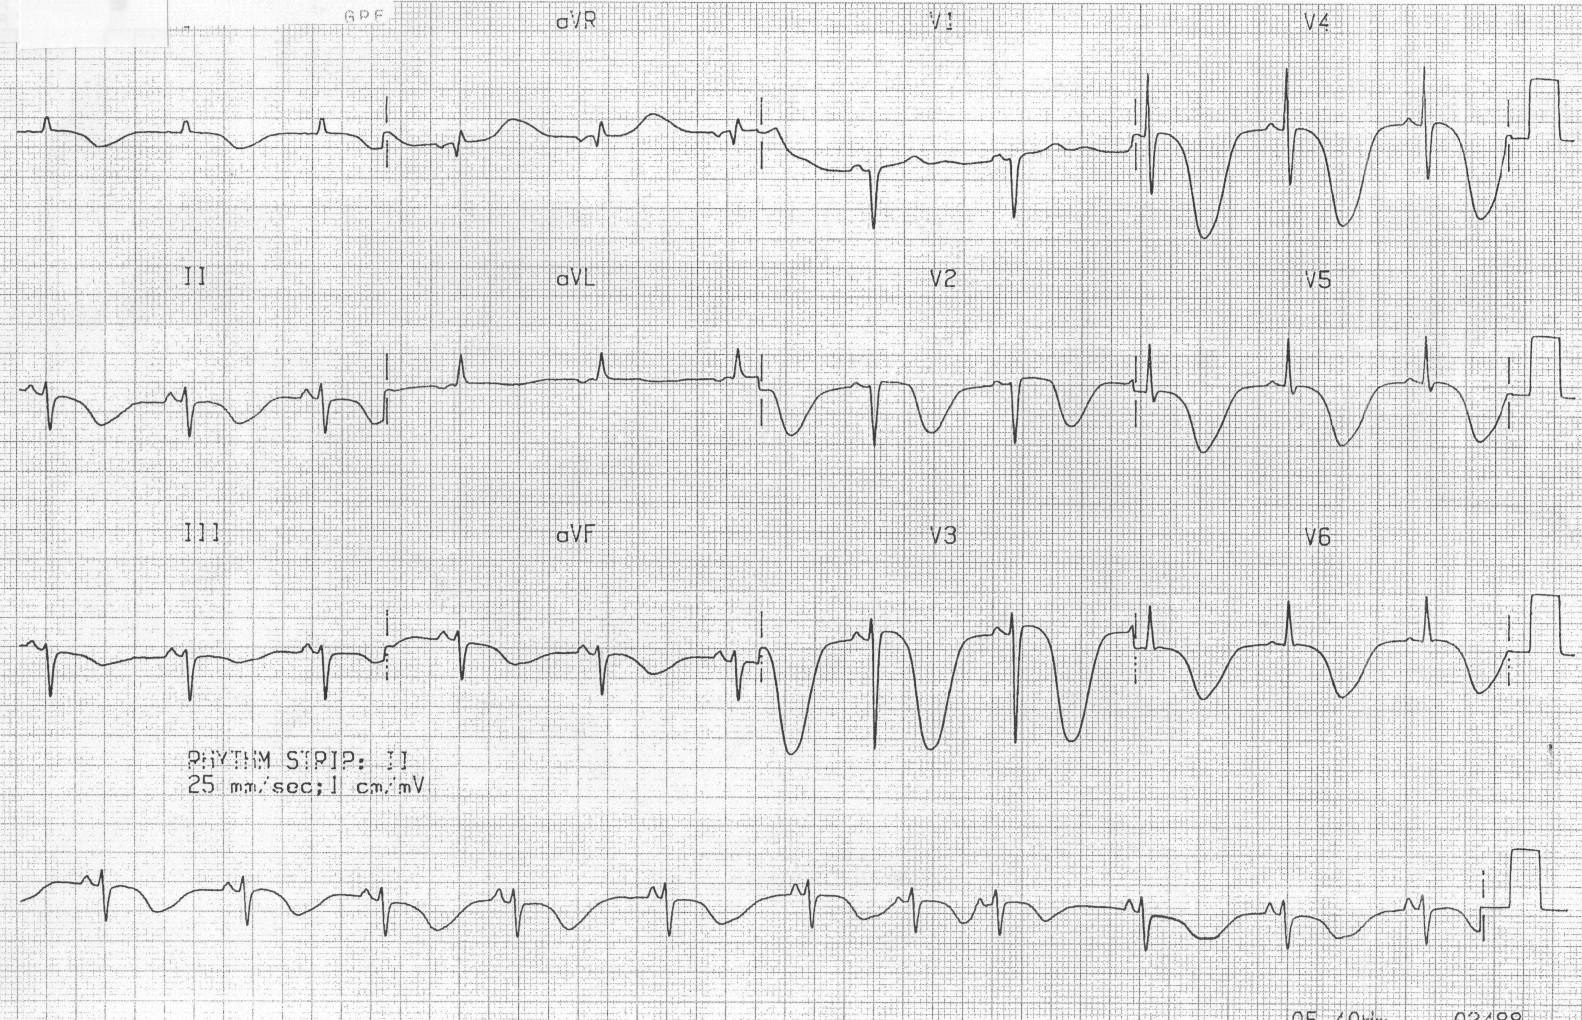 aVR V1 V4
II aVL V2 V5
III aVF V3 V6
RHYTHM STRIP: II
25 mm/sec;1 cm/mV